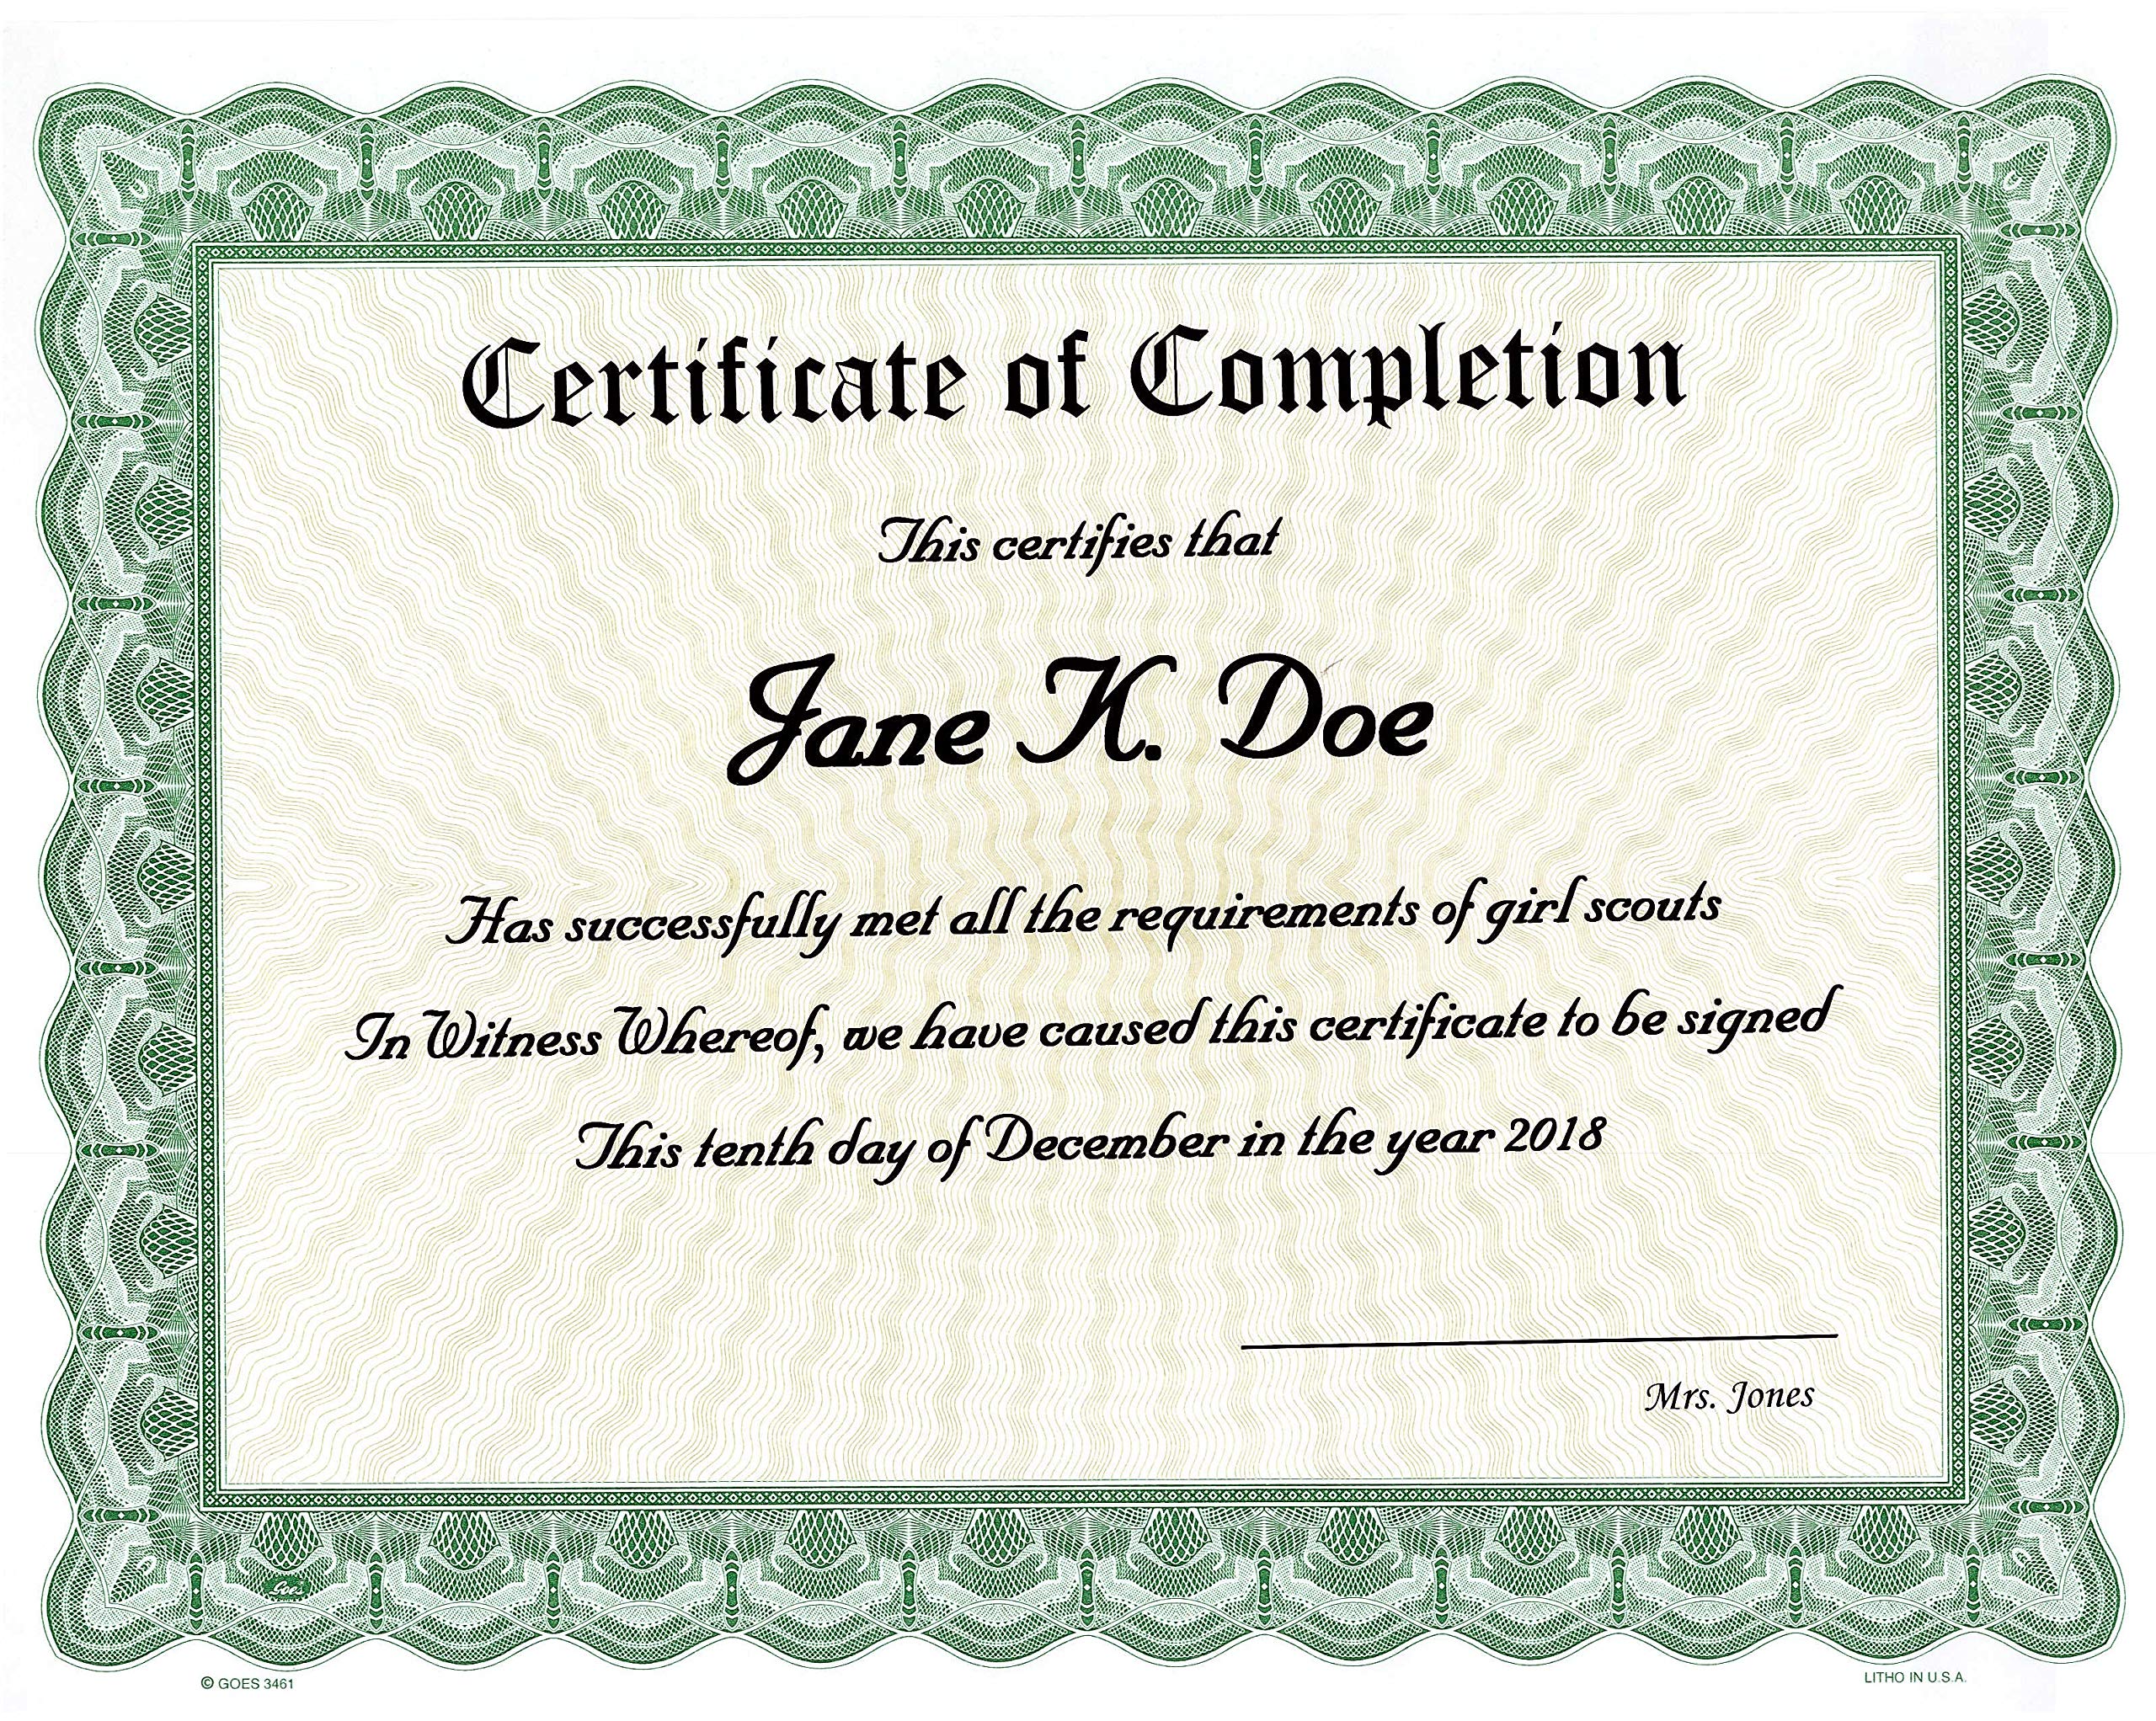 Certificate of Completion
This certifies that
Jane K. Doe
Has successfully met all the requirements of girl scouts
In Witness Whereof, we have caused this certificate to be signed
This tenth day of December in the year 2018
Mrs. Jones
Goes
© GOES 3461
LITHO IN U.S.A.